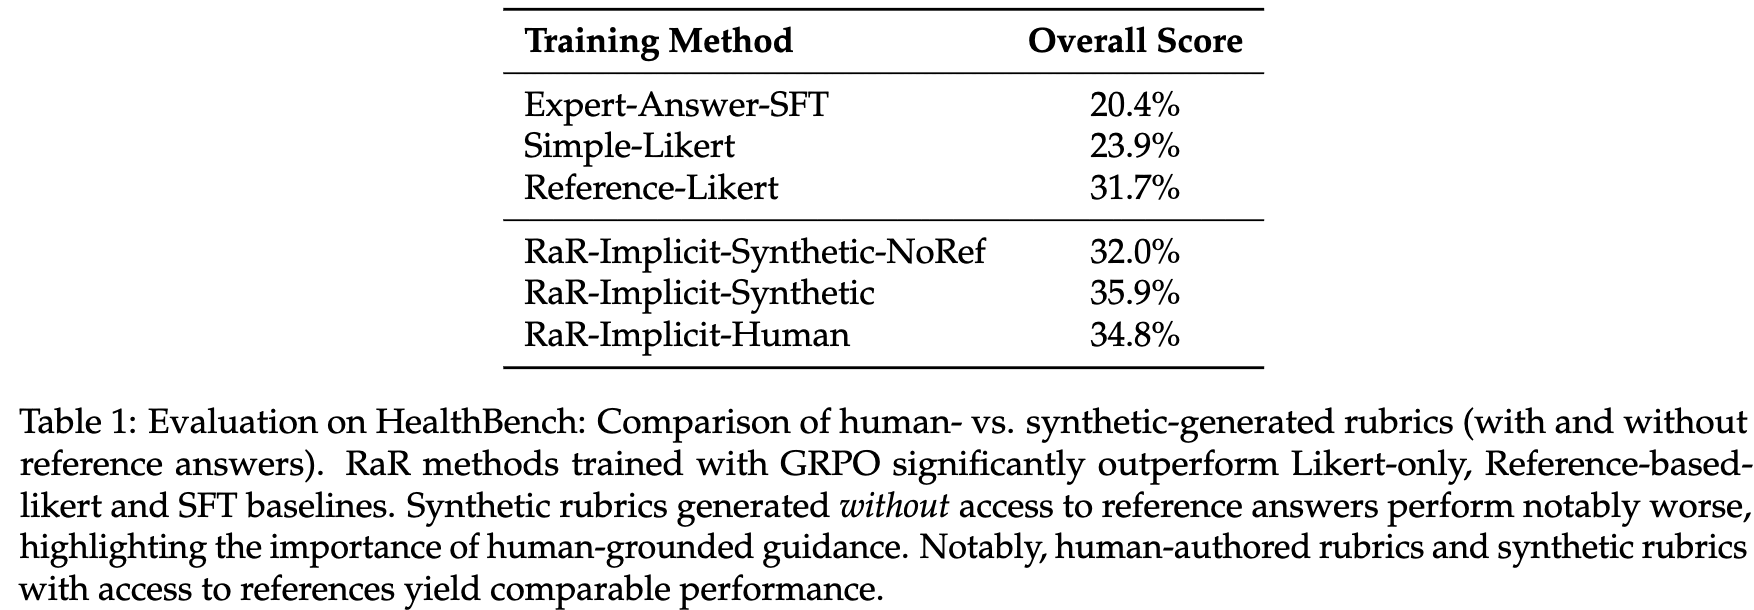 Training Method Overall Score
Expert-Answer-SFT 20.4%
Simple-Likert 23.9%
Reference-Likert 31.7%
RaR-Implicit-Synthetic-NoRef 32.0%
RaR-Implicit-Synthetic 35.9%
RaR-Implicit-Human 34.8%
Table 1: Evaluation on HealthBench: Comparison of human- vs. synthetic-generated rubrics (with and without
reference answers). RaR methods trained with GRPO significantly outperform Likert-only, Reference-based-
likert and SFT baselines. Synthetic rubrics generated without access to reference answers perform notably worse,
highlighting the importance of human-grounded guidance. Notably, human-authored rubrics and synthetic rubrics
with access to references yield comparable performance.